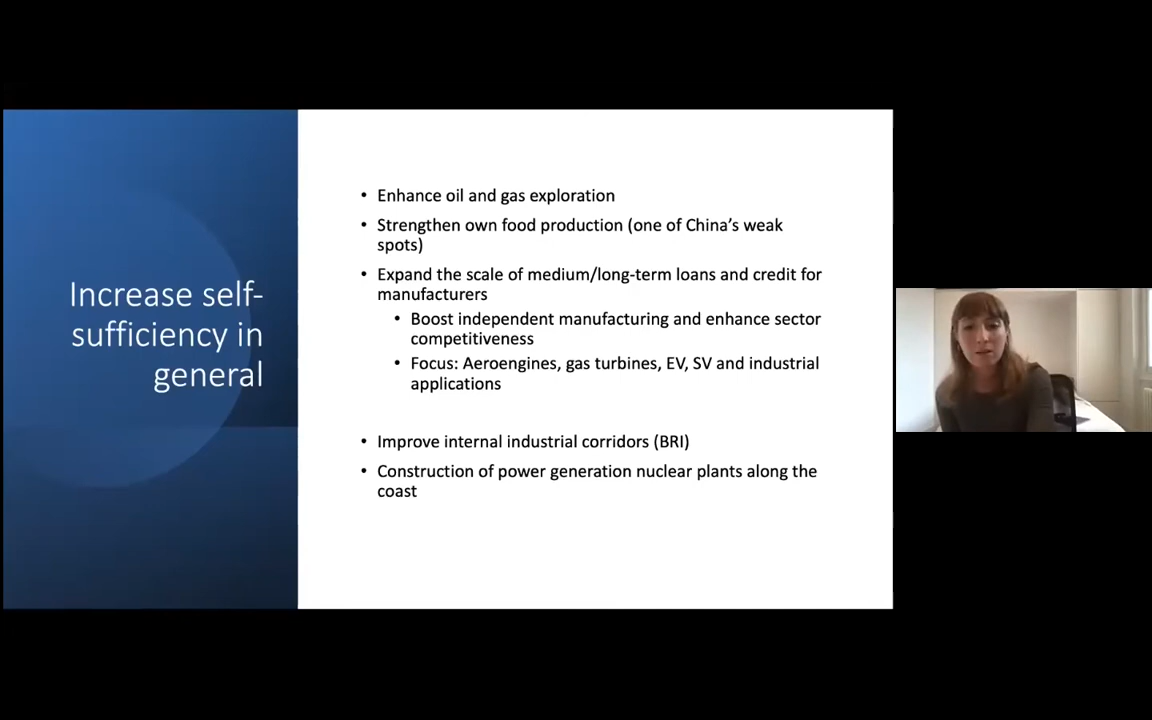 Increase self-
sufficiency in
general
• Enhance oil and gas exploration
• Strengthen own food production (one of China’s weak
spots)
• Expand the scale of medium/long-term loans and credit for
manufacturers
• Boost independent manufacturing and enhance sector
competitiveness
• Focus: Aeroengines, gas turbines, EV, SV and industrial
applications
• Improve internal industrial corridors (BRI)
• Construction of power generation nuclear plants along the
coast